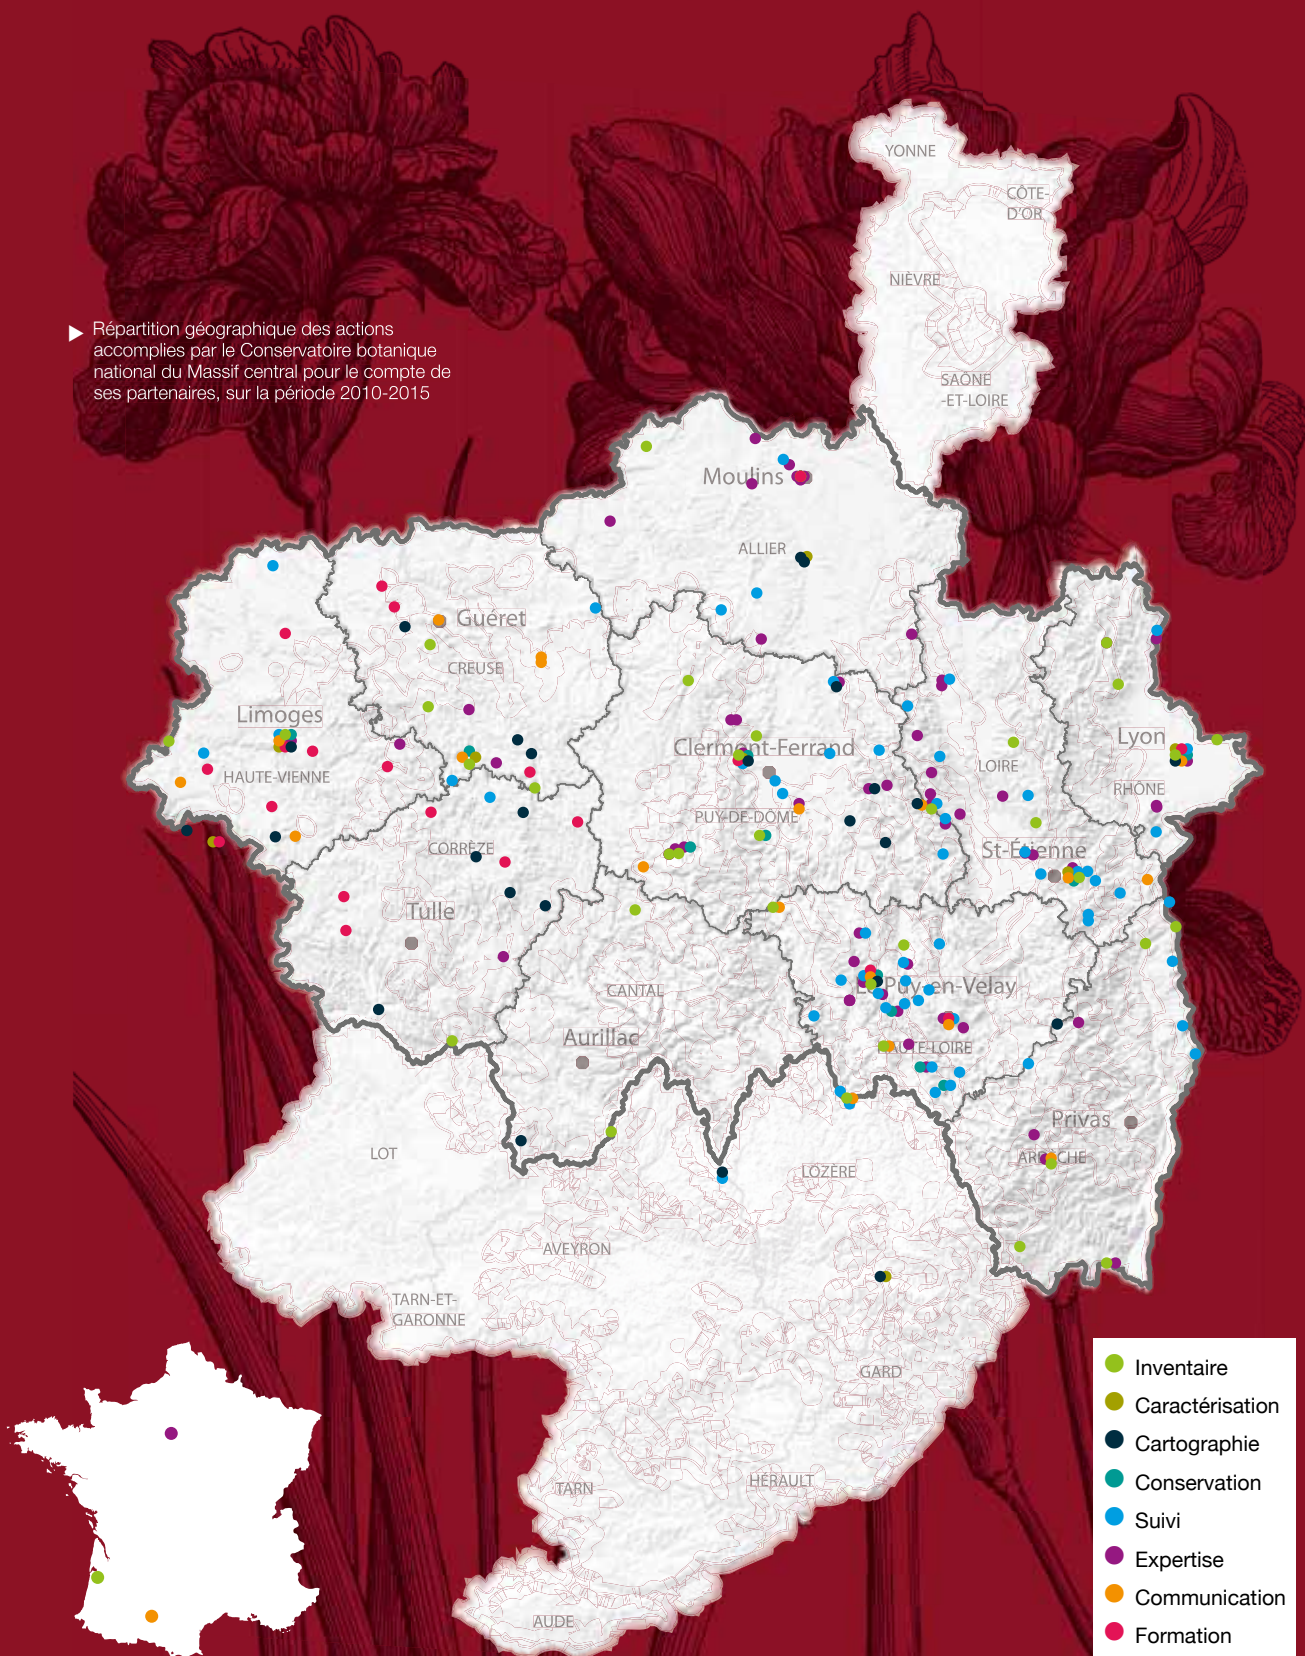 YONNE
CÔTE-
D'OR
NIÈVRE
▶ Répartition géographique des actions
accomplies par le Conservatoire botanique
national du Massif central pour le compte de
ses partenaires, sur la période 2010-2015
SAÔNE
-ET-LOIRE
Moulins
ALLIER
Guéret
CREUSE
Limoges
HAUTE-VIENNE
Clermont-Ferrand
PUY-DE-DÔME
LOIRE
Lyon
RHÔNE
St-Étienne
CORRÈZE
Tulle
CANTAL
Aurillac
Le Puy-en-Velay
HAUTE-LOIRE
Privas
ARDÈCHE
LOT
LOZÈRE
AVEYRON
TARN-ET-
GARONNE
GARD
TARN
HÉRAULT
AUDE
Inventaire
Caractérisation
Cartographie
Conservation
Suivi
Expertise
Communication
Formation